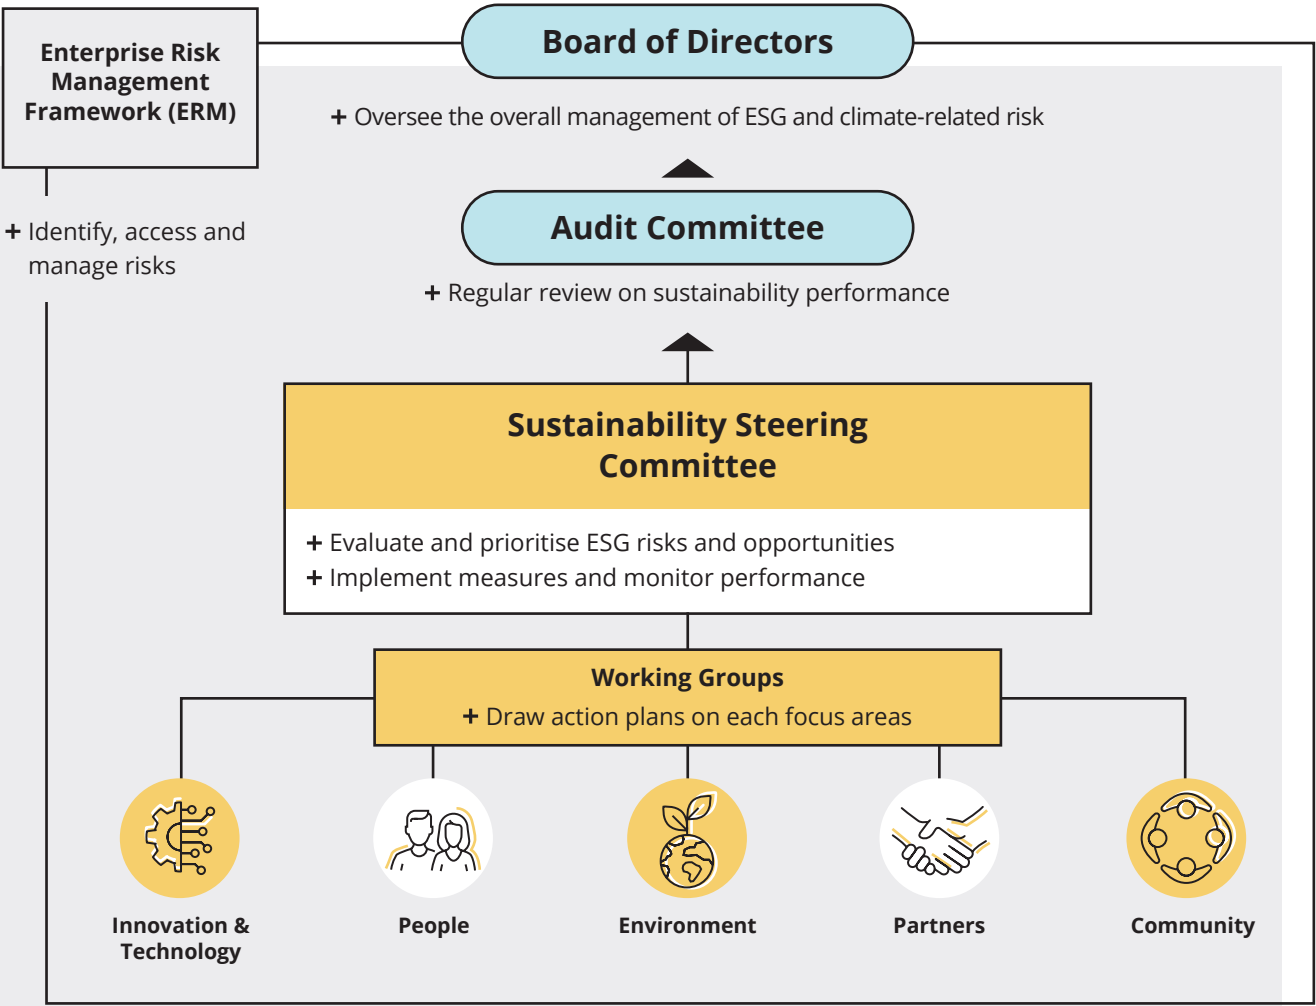 Enterprise Risk
Management
Framework (ERM)
+ Identify, access and
manage risks
Board of Directors
+ Oversee the overall management of ESG and climate-related risk
Audit Committee
+ Regular review on sustainability performance
Sustainability Steering
Committee
+ Evaluate and prioritise ESG risks and opportunities
+ Implement measures and monitor performance
Working Groups
+ Draw action plans on each focus areas
Innovation &
Technology
People
Environment
Partners
Community